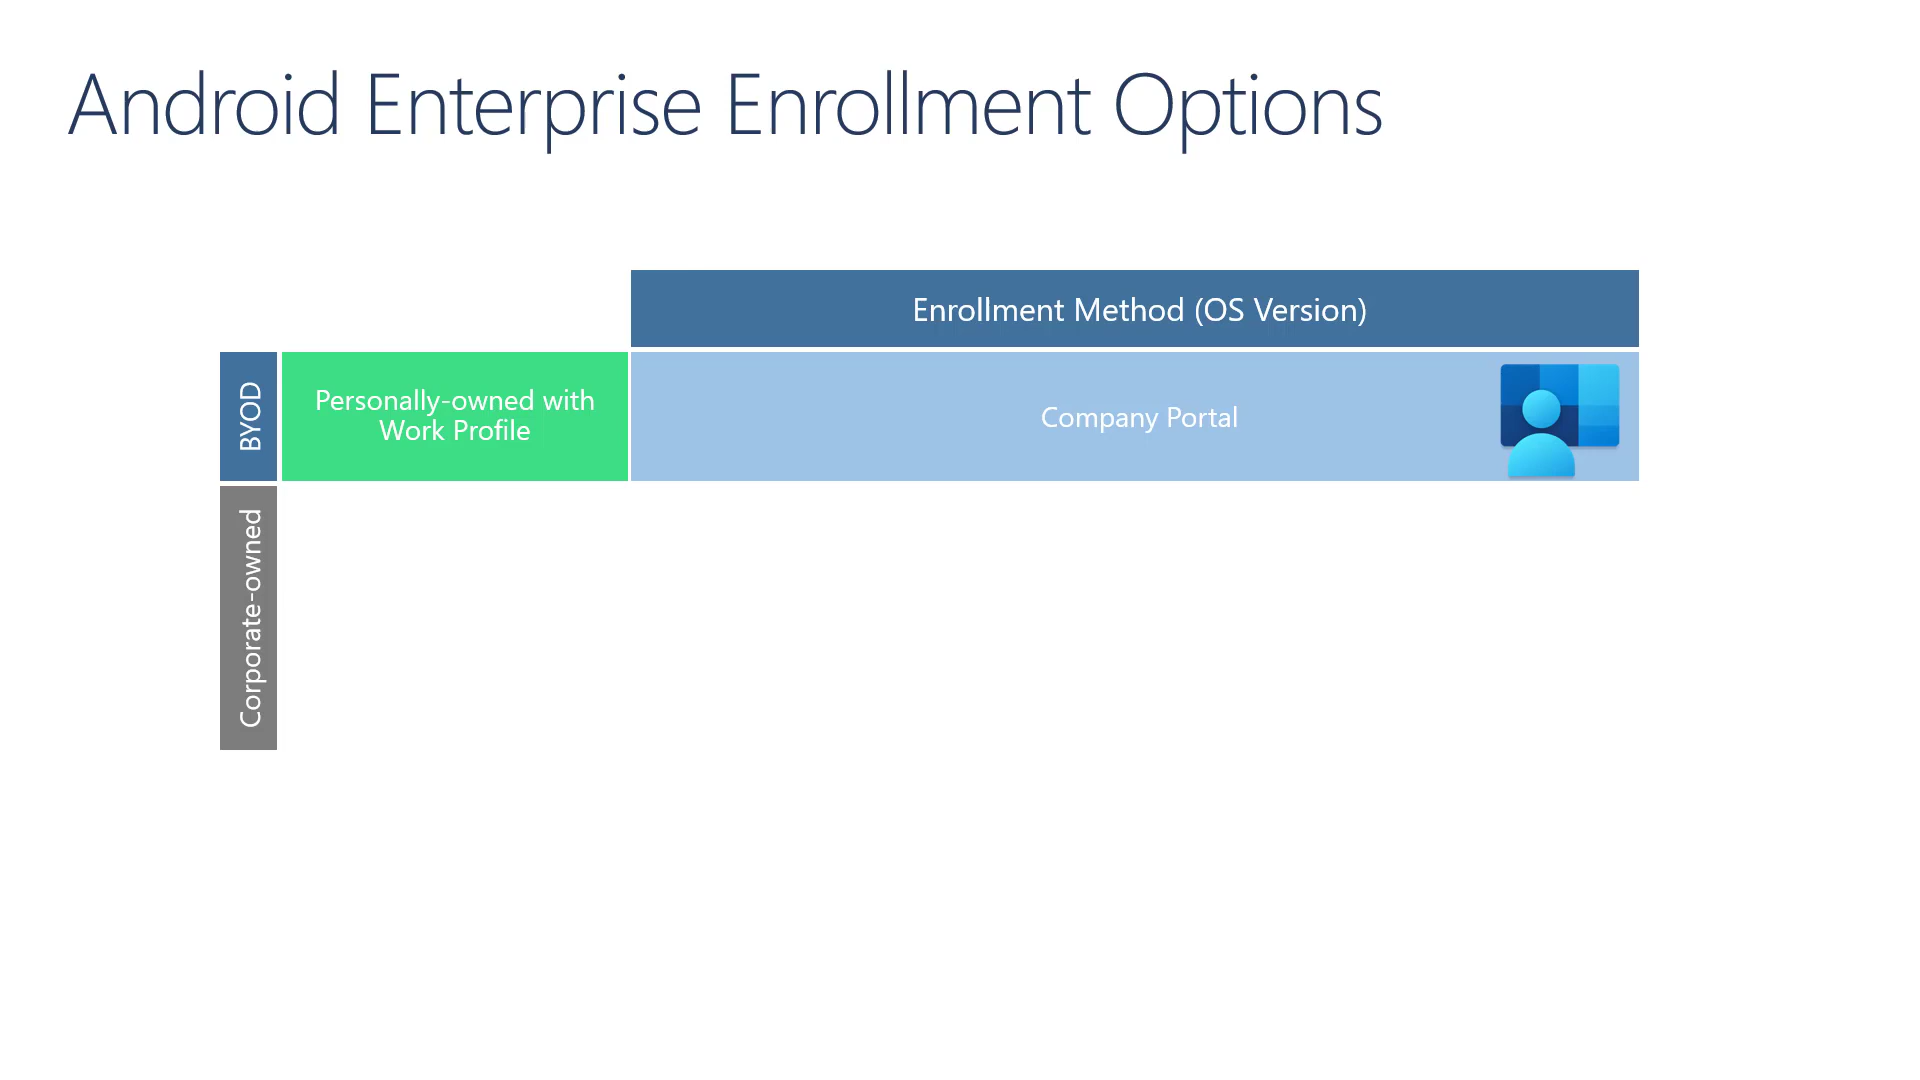 Android Enterprise Enrollment Options
Enrollment Method (OS Version)
BYOD
Personally-owned with
Work Profile
Company Portal
Corporate-owned